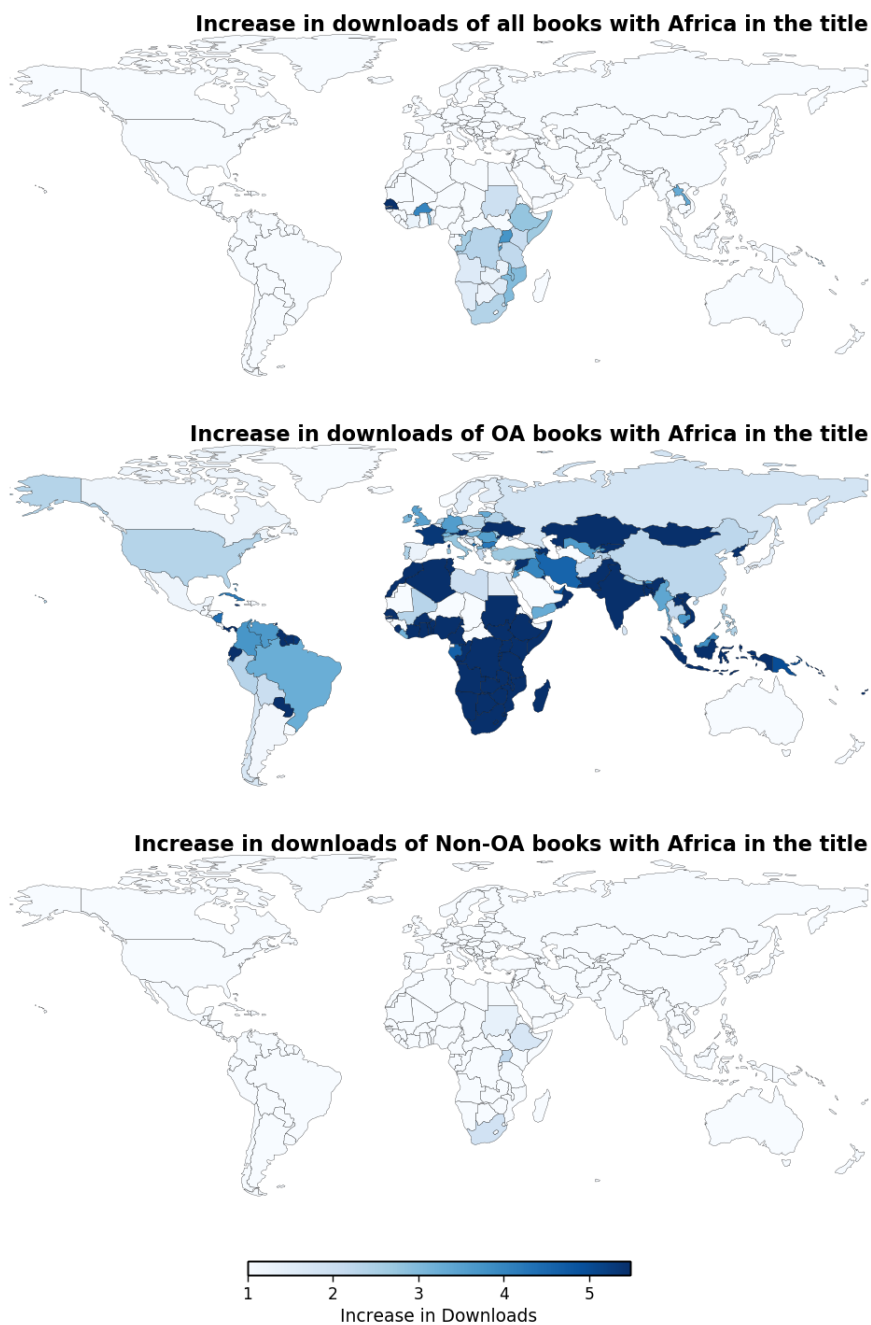 Increase in downloads of all books with Africa in the title
Increase in downloads of OA books with Africa in the title
Increase in downloads of Non-OA books with Africa in the title
1 2 3 4 5
Increase in Downloads